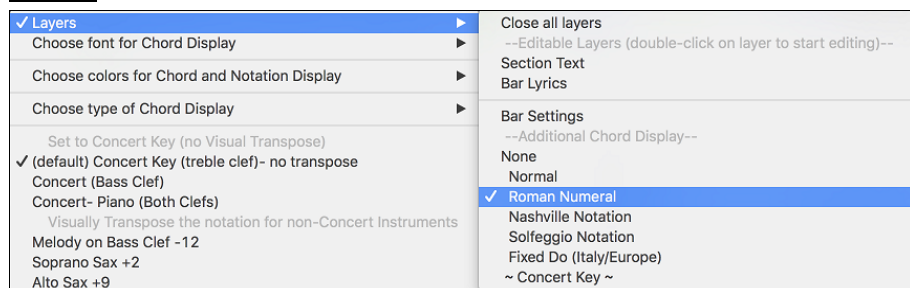 ✓ Layers ▶
Choose font for Chord Display ▶
Choose colors for Chord and Notation Display ▶
Choose type of Chord Display ▶
Set to Concert Key (no Visual Transpose)
✓ (default) Concert Key (treble clef)- no transpose
Concert (Bass Clef)
Concert- Piano (Both Clefs)
Visually Transpose the notation for non-Concert Instruments
Melody on Bass Clef -12
Soprano Sax +2
Alto Sax +9
Close all layers
--Editable Layers (double-click on layer to start editing)--
Section Text
Bar Lyrics
Bar Settings
--Additional Chord Display--
None
Normal
✓ Roman Numeral
Nashville Notation
Solfeggio Notation
Fixed Do (Italy/Europe)
~ Concert Key ~